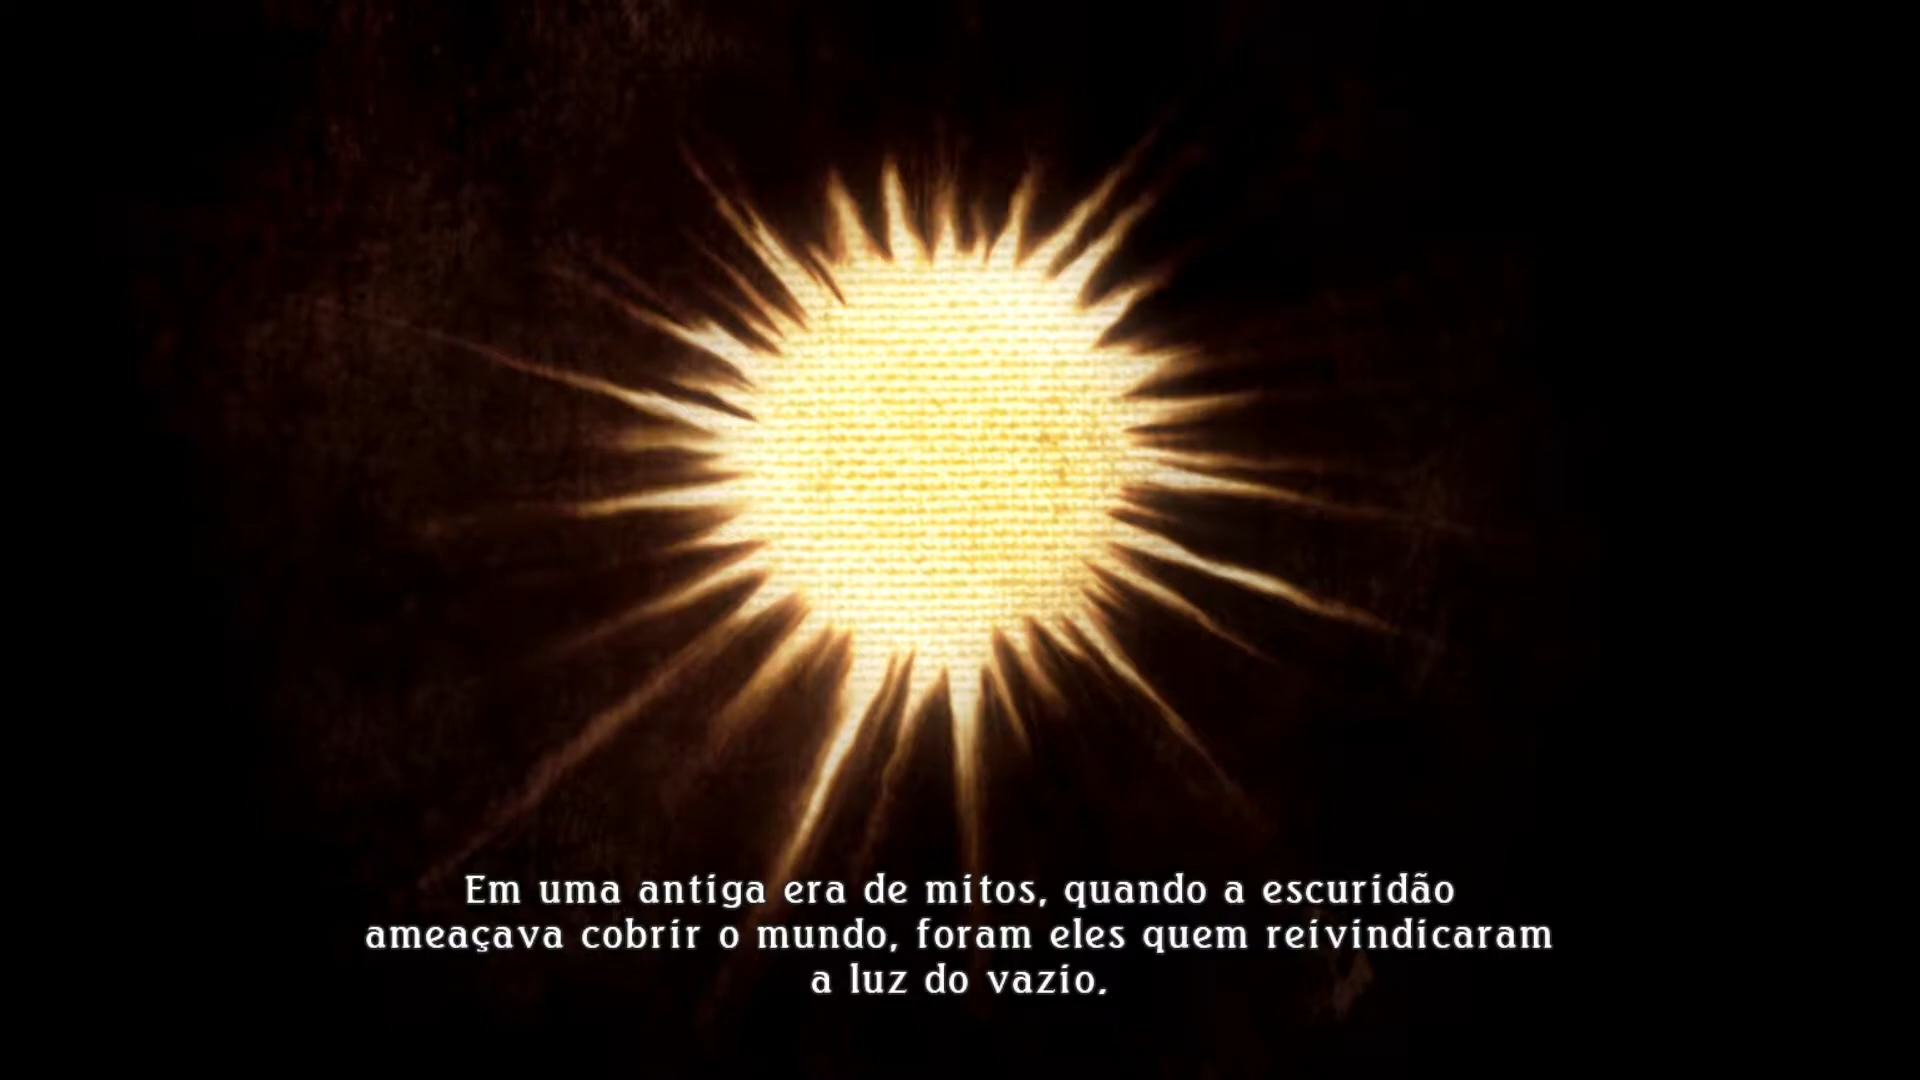 Em uma antiga era de mitos, quando a escuridão
ameaçava cobrir o mundo, foram eles quem reivindicaram
a luz do vazio.